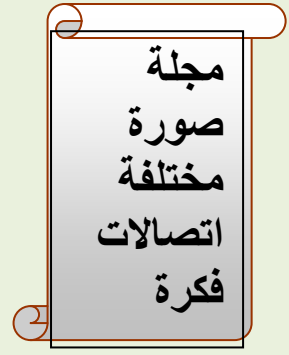 مجلة
صورة
مختلفة
اتصالات
فكرة